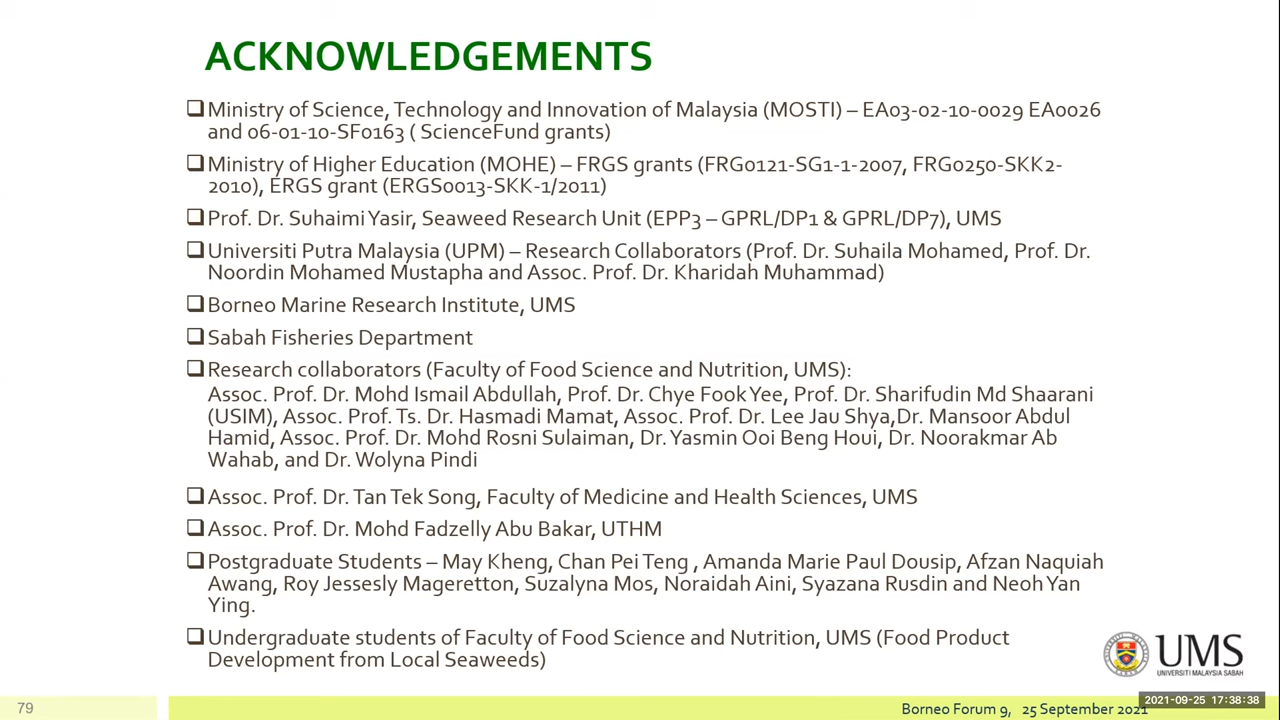 ACKNOWLEDGEMENTS
Ministry of Science, Technology and Innovation of Malaysia (MOSTI) – EA03-02-10-0029 EA0026
and 06-01-10-SF0163 ( ScienceFund grants)
Ministry of Higher Education (MOHE) – FRGS grants (FRG0121-SG1-1-2007, FRG0250-SKK2-
2010), ERGS grant (ERGS0013-SKK-1/2011)
Prof. Dr. Suhaimi Yasir, Seaweed Research Unit (EPP3 – GPRL/DP1 & GPRL/DP7), UMS
Universiti Putra Malaysia (UPM) – Research Collaborators (Prof. Dr. Suhaila Mohamed, Prof. Dr.
Noordin Mohamed Mustapha and Assoc. Prof. Dr. Kharidah Muhammad)
Borneo Marine Research Institute, UMS
Sabah Fisheries Department
Research collaborators (Faculty of Food Science and Nutrition, UMS):
Assoc. Prof. Dr. Mohd Ismail Abdullah, Prof. Dr. Chye Fook Yee, Prof. Dr. Sharifudin Md Shaarani
(USIM), Assoc. Prof. Ts. Dr. Hasmadi Mamat, Assoc. Prof. Dr. Lee Jau Shya,Dr. Mansoor Abdul
Hamid, Assoc. Prof. Dr. Mohd Rosni Sulaiman, Dr. Yasmin Ooi Beng Houi, Dr. Noorakmar Ab
Wahab, and Dr. Wolyna Pindi
Assoc. Prof. Dr. Tan Tek Song, Faculty of Medicine and Health Sciences, UMS
Assoc. Prof. Dr. Mohd Fadzelly Abu Bakar, UTHM
Postgraduate Students – May Kheng, Chan Pei Teng , Amanda Marie Paul Dousip, Afzan Naquiah
Awang, Roy Jessesly Mageretton, Suzalyna Mos, Noraidah Aini, Syazana Rusdin and Neoh Yan
Ying.
Undergraduate students of Faculty of Food Science and Nutrition, UMS (Food Product
Development from Local Seaweeds)
UMS
UNIVERSITI MALAYSIA SABAH
79
Borneo Forum 9, 25 September 2021
2021-09-25 17:38:38